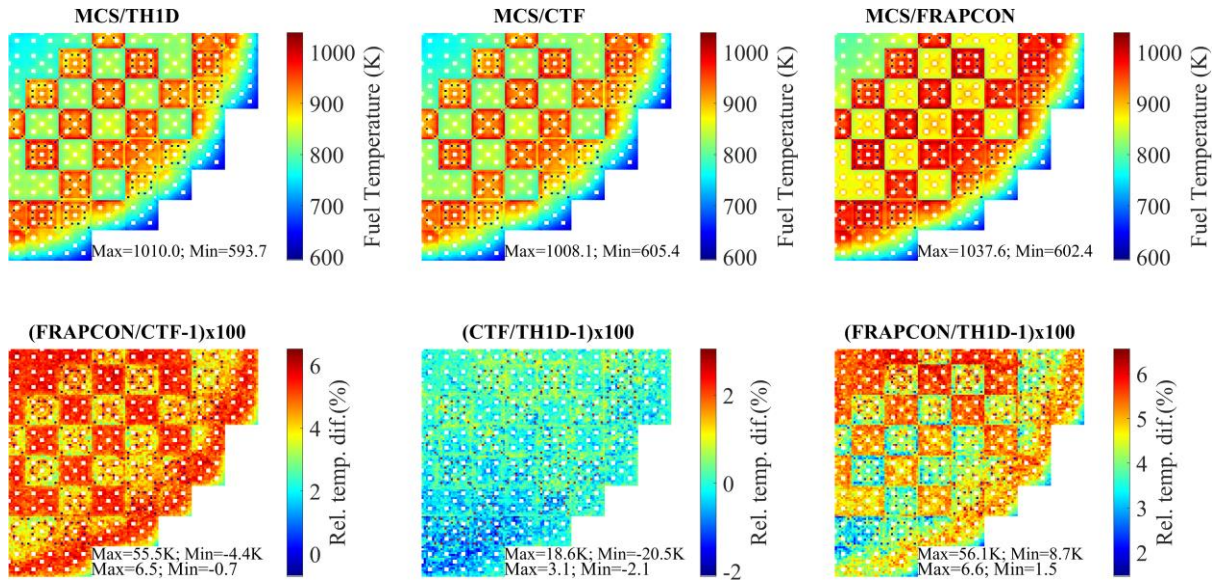 MCS/TH1D
1000
900
800
700
600
Fuel Temperature (K)
Max=1010.0; Min=593.7
MCS/CTF
1000
900
800
700
600
Fuel Temperature (K)
Max=1008.1; Min=605.4
MCS/FRAPCON
1000
900
800
700
600
Fuel Temperature (K)
Max=1037.6; Min=602.4
(FRAPCON/CTF-1)x100
6
4
2
0
Rel. temp. dif.(%)
Max=55.5K; Min=-4.4K
Max=6.5; Min=-0.7
(CTF/TH1D-1)x100
2
0
-2
Rel. temp. dif.(%)
Max=18.6K; Min=-20.5K
Max=3.1; Min=-2.1
(FRAPCON/TH1D-1)x100
6
5
4
3
2
Rel. temp. dif.(%)
Max=56.1K; Min=8.7K
Max=6.6; Min=1.5